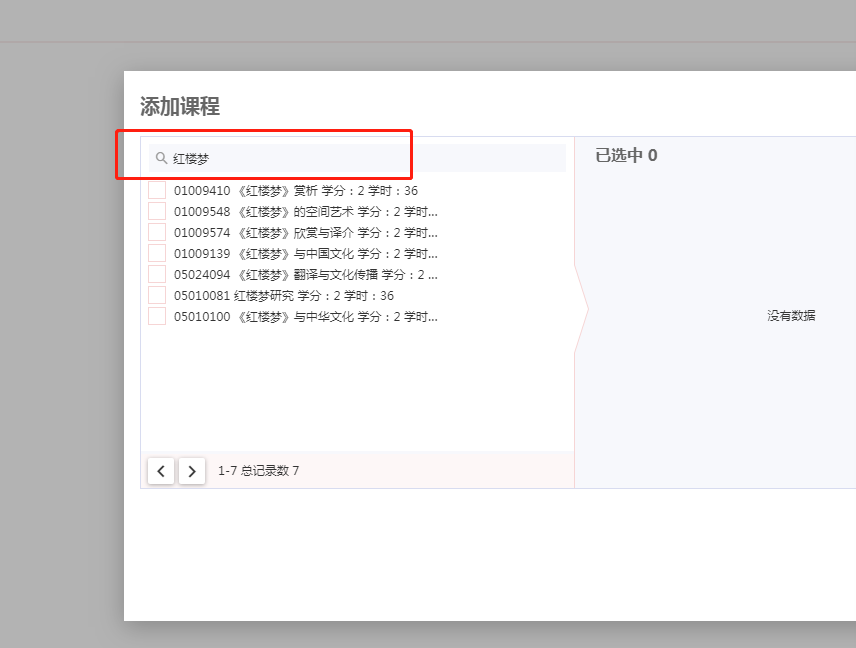 添加课程
红楼梦
已选中 0
01009410 《红楼梦》赏析 学分：2 学时：36
01009548 《红楼梦》的空间艺术 学分：2 学时...
01009574 《红楼梦》欣赏与译介 学分：2 学时...
01009139 《红楼梦》与中国文化 学分：2 学时...
05024094 《红楼梦》翻译与文化传播 学分：2 ...
05010081 红楼梦研究 学分：2 学时：36
05010100 《红楼梦》与中华文化 学分：2 学时...
没有数据
1-7 总记录数 7